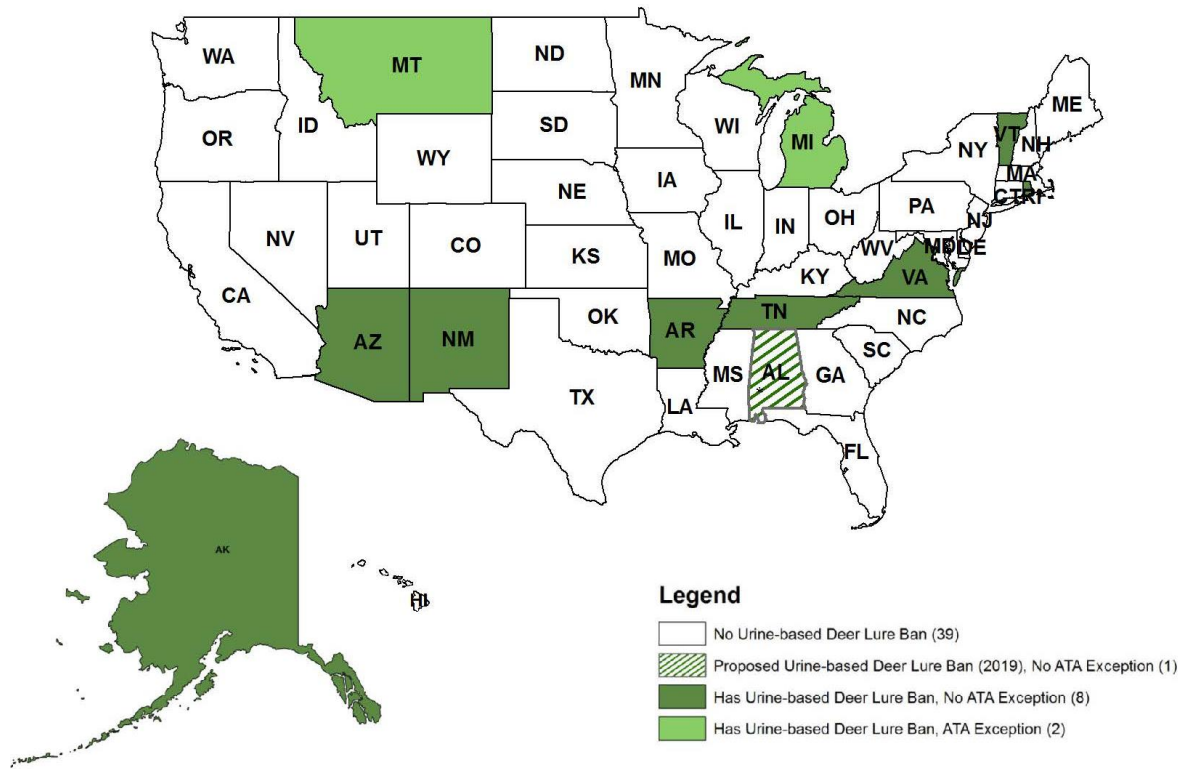 WA
MT
ND
MN
ME
OR
ID
SD
WI
MI
VT
NH
WY
NY
MA
IA
NE
CTRI
PA
NJ
NV
UT
CO
IL
IN
OH
WV
MD
DE
CA
KS
MO
KY
VA
AZ
NM
OK
AR
TN
NC
SC
TX
LA
MS
AL
GA
FL
AK
HI
Legend
No Urine-based Deer Lure Ban (39)
Proposed Urine-based Deer Lure Ban (2019), No ATA Exception (1)
Has Urine-based Deer Lure Ban, No ATA Exception (8)
Has Urine-based Deer Lure Ban, ATA Exception (2)